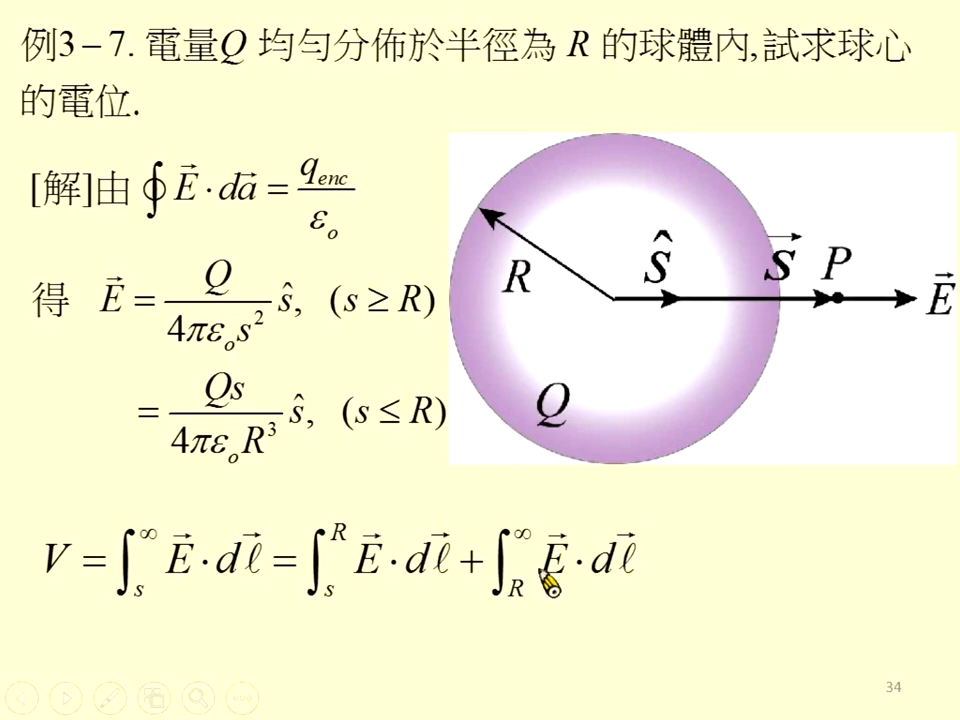 例3－7. 電量Q 均勻分佈於半徑為 R 的球體內,試求球心
的電位.
[解]由 ∮ E⃗ · da⃗ = q_enc / ε_o
得 E⃗ = Q / 4πε_o s² ŝ, (s ≥ R)
= Qs / 4πε_o R³ ŝ, (s ≤ R)
R ŝ s⃗ P E⃗
Q
V = ∫_s^∞ E⃗ · dℓ⃗ = ∫_s^R E⃗ · dℓ⃗ + ∫_R^∞ E⃗ · dℓ⃗
34